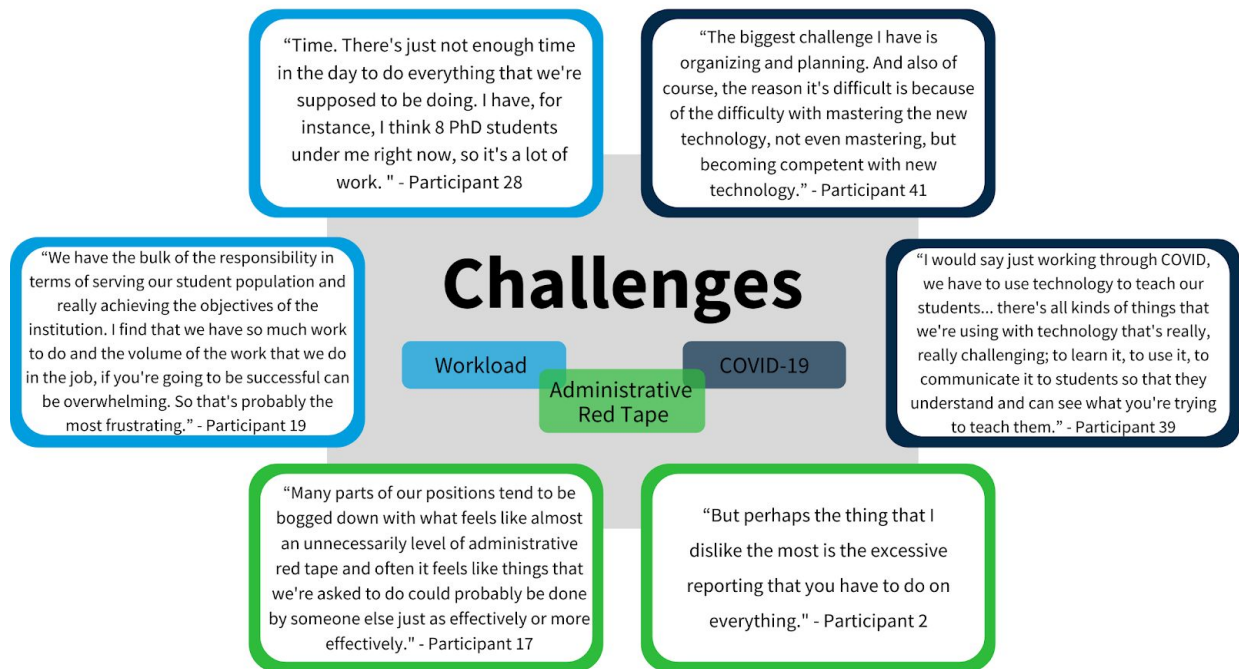 “Time. There's just not enough time
in the day to do everything that we're
supposed to be doing. I have, for
instance, I think 8 PhD students
under me right now, so it's a lot of
work. " - Participant 28
“The biggest challenge I have is
organizing and planning. And also of
course, the reason it's difficult is because
of the difficulty with mastering the new
technology, not even mastering, but
becoming competent with new
technology.” - Participant 41
“We have the bulk of the responsibility in
terms of serving our student population and
really achieving the objectives of the
institution. I find that we have so much work
to do and the volume of the work that we do
in the job, if you're going to be successful can
be overwhelming. So that's probably the
most frustrating.” - Participant 19
Challenges
Workload
COVID-19
Administrative
Red Tape
“I would say just working through COVID,
we have to use technology to teach our
students... there's all kinds of things that
we're using with technology that's really,
really challenging; to learn it, to use it, to
communicate it to students so that they
understand and can see what you're trying
to teach them.” - Participant 39
“Many parts of our positions tend to be
bogged down with what feels like almost
an unnecessarily level of administrative
red tape and often it feels like things that
we're asked to do could probably be done
by someone else just as effectively or more
effectively." - Participant 17
“But perhaps the thing that I
dislike the most is the excessive
reporting that you have to do on
everything." - Participant 2